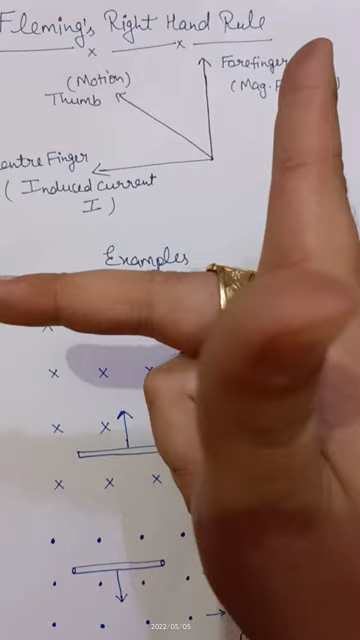 Fleming's Right Hand Rule
Forefinger
(Motion)
Thumb
(Mag.
entre Finger
( Induced current
I )
Examples
2022/05/05